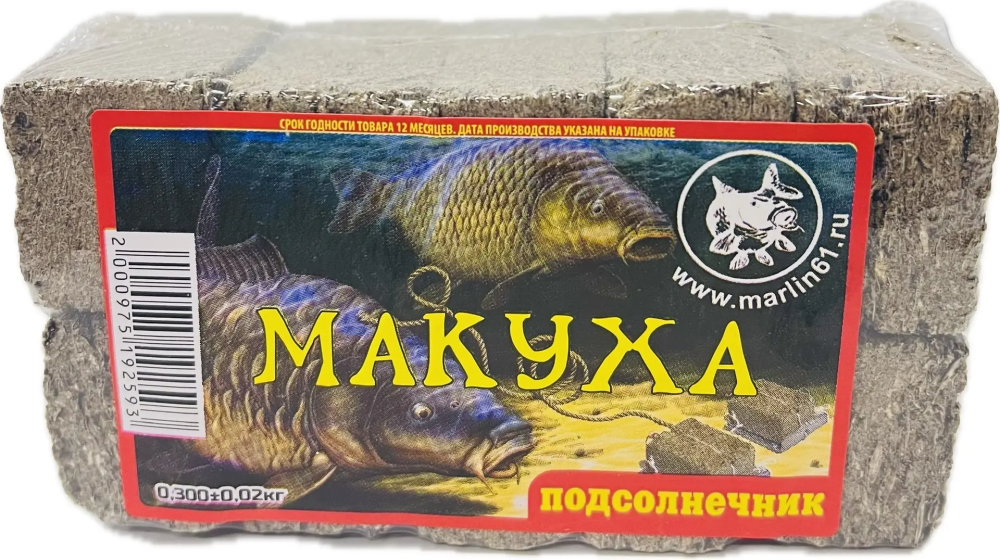 СРОК ГОДНОСТИ ТОВАРА 12 МЕСЯЦЕВ. ДАТА ПРОИЗВОДСТВА УКАЗАНА НА УПАКОВКЕ
www.marlin61.ru
2000975192593
МАКУХА
0,300±0,02кг
подсолнечник